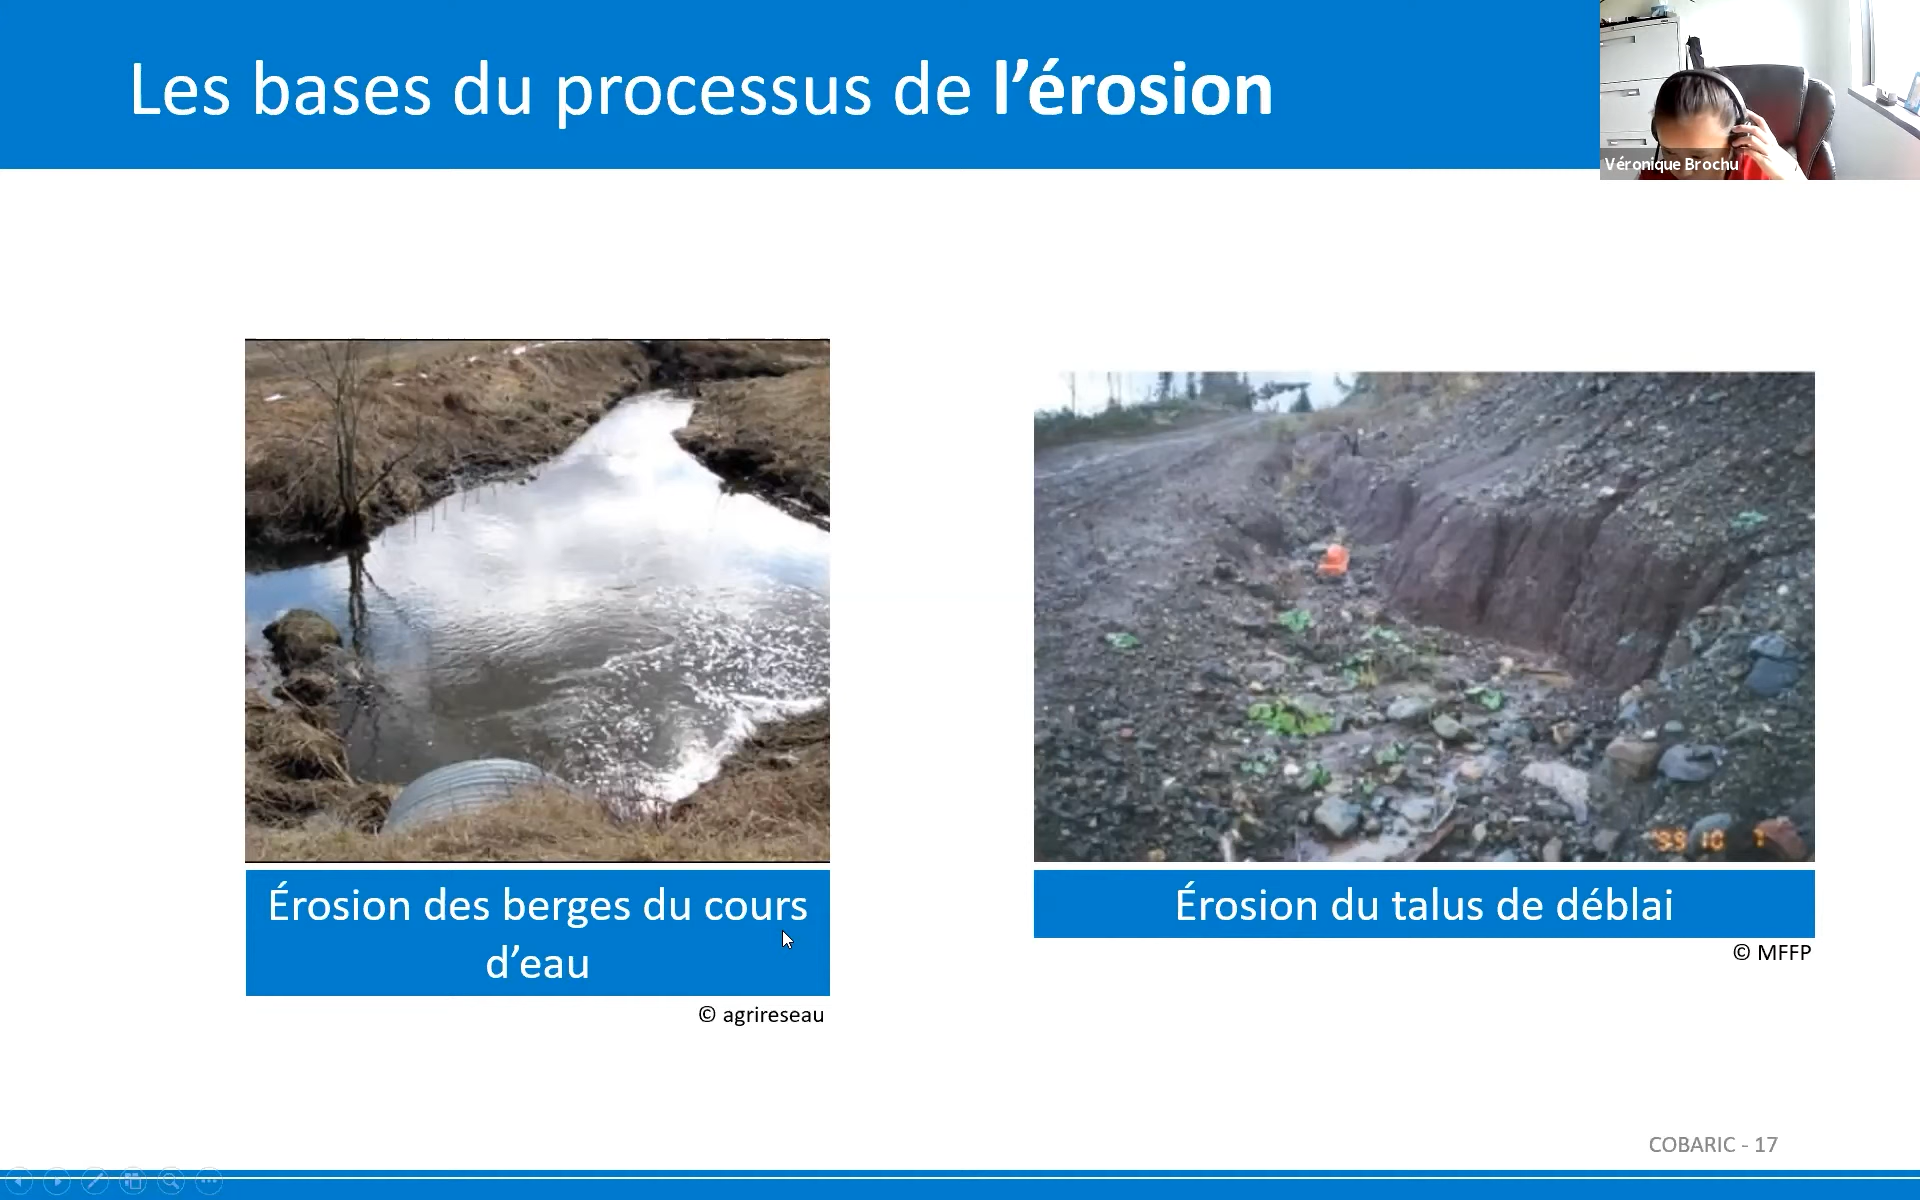 Les bases du processus de l’érosion
Véronique Brochu
Érosion des berges du cours
d’eau
© agrireseau
Érosion du talus de déblai
© MFFP
COBARIC - 17